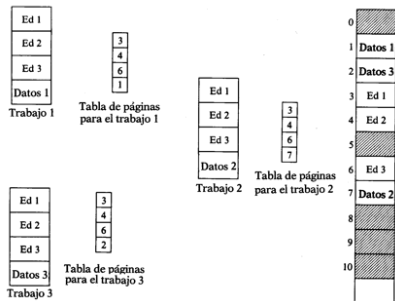 Ed 1
Ed 2
Ed 3
Datos 1
Trabajo 1
3
4
6
1
Tabla de páginas
para el trabajo 1
Ed 1
Ed 2
Ed 3
Datos 2
Trabajo 2
3
4
6
7
Tabla de páginas
para el trabajo 2
Ed 1
Ed 2
Ed 3
Datos 3
Trabajo 3
3
4
6
2
Tabla de páginas
para el trabajo 3
0
1 Datos 1
2 Datos 3
3 Ed 1
4 Ed 2
5
6 Ed 3
7 Datos 2
8
9
10